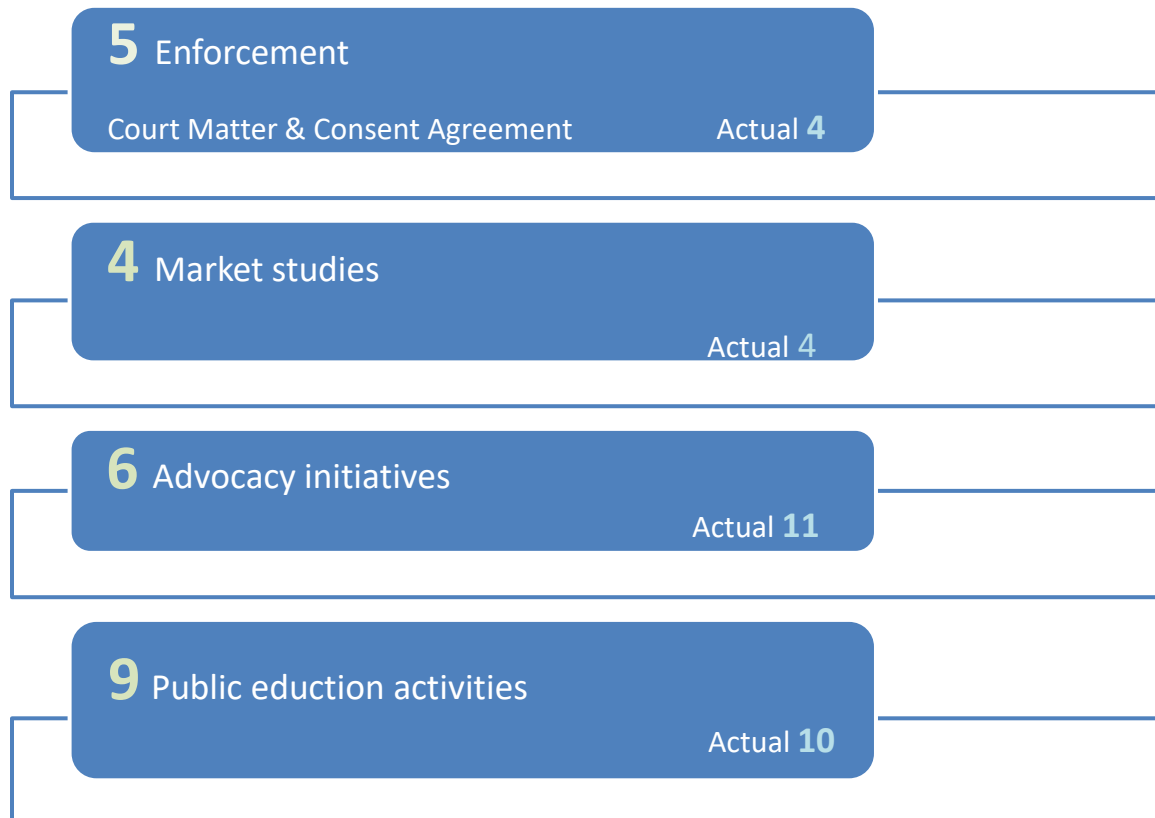 5 Enforcement
Court Matter & Consent Agreement Actual 4
4 Market studies
Actual 4
6 Advocacy initiatives
Actual 11
9 Public eduction activities
Actual 10